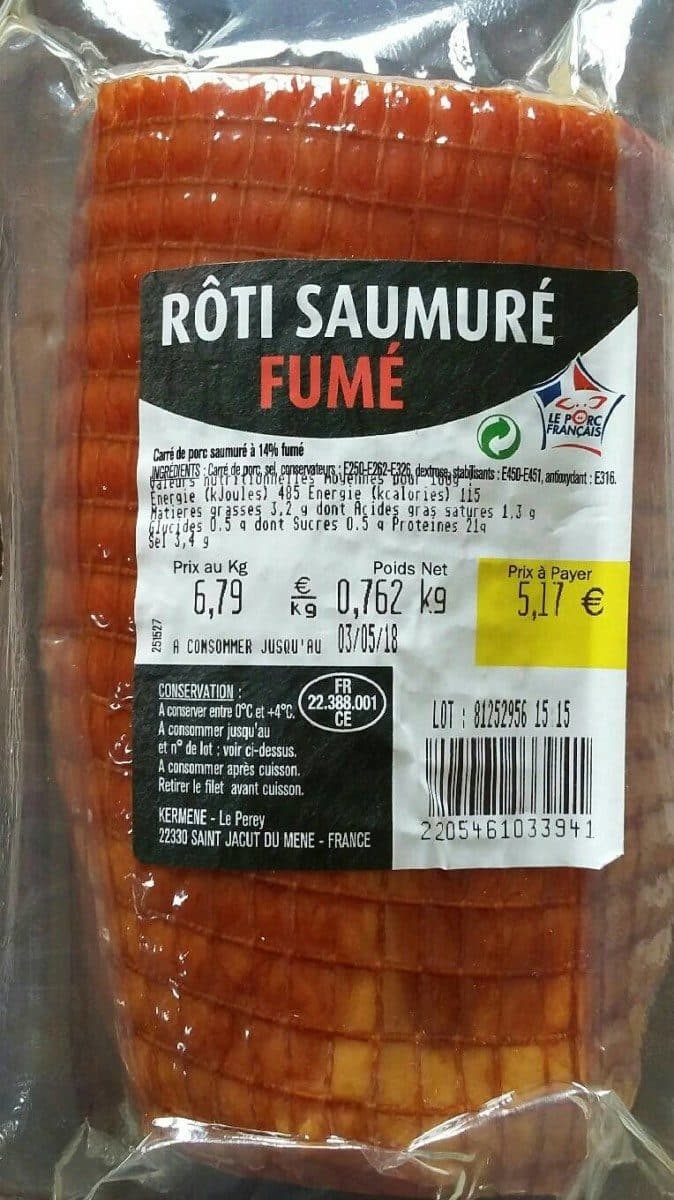 RÔTI SAUMURÉ
FUMÉ
LE PORC
FRANÇAIS
Carré de porc saumuré à 14% fumé
INGRÉDIENTS : Carré de porc, sel, conservateurs : E250-E262-E326, dextrose, stabilisants : E450-E451, antioxydant : E316.
Valeurs nutritionnelles Moyennes pour 100g
Energie (kJoules) 485 Energie (kcalories) 115
Matieres grasses 3,2 g dont Acides gras satures 1,3 g
Glucides 0.5 g dont Sucres 0.5 g Proteines 21g
Sel 3,4 g
Prix au Kg Poids Net Prix à Payer
6,79 € kg 0,762 kg 5,17 €
251527
A CONSOMMER JUSQU'AU 03/05/18
CONSERVATION :
A conserver entre 0°C et +4°C.
A consommer jusqu'au
et n° de lot : voir ci-dessus.
A consommer après cuisson.
Retirer le filet avant cuisson.
FR
22.388.001
CE
KERMENE - Le Perey
22330 SAINT JACUT DU MENE - FRANCE
LOT : 81252956 15 15
2205461033941